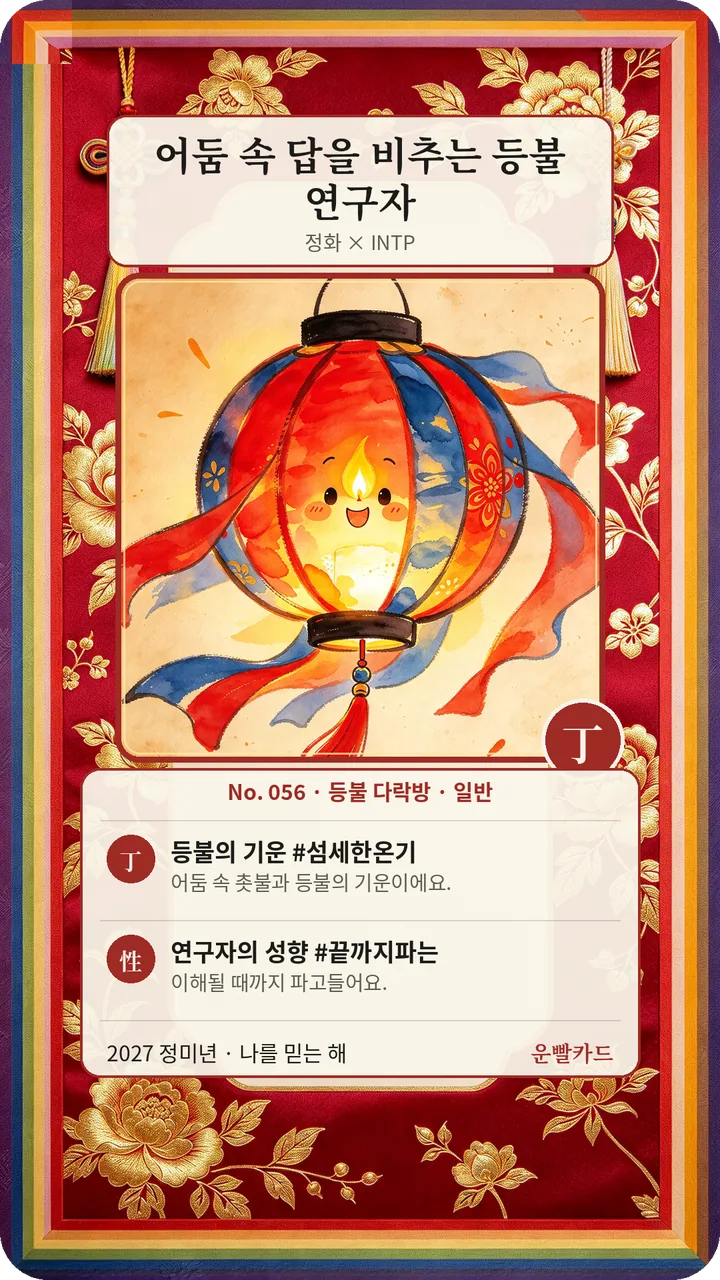 어둠 속 답을 비추는 등불
연구자
정화 × INTP
丁
No. 056 · 등불 다락방 · 일반
丁
등불의 기운 #섬세한온기
어둠 속 촛불과 등불의 기운이에요.
性
연구자의 성향 #끝까지파는
이해될 때까지 파고들어요.
2027 정미년 · 나를 믿는 해
운빨카드